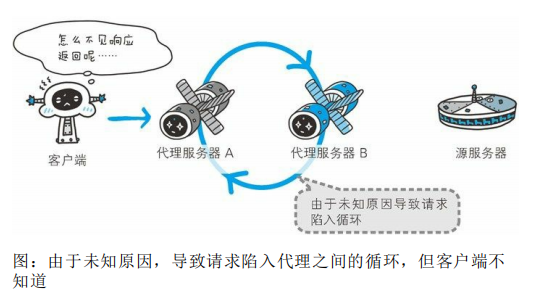 怎么不见响应
返回呢……
客户端
代理服务器 A
代理服务器 B
源服务器
由于未知原因导致请求
陷入循环
图：由于未知原因，导致请求陷入代理之间的循环，但客户端不
知道